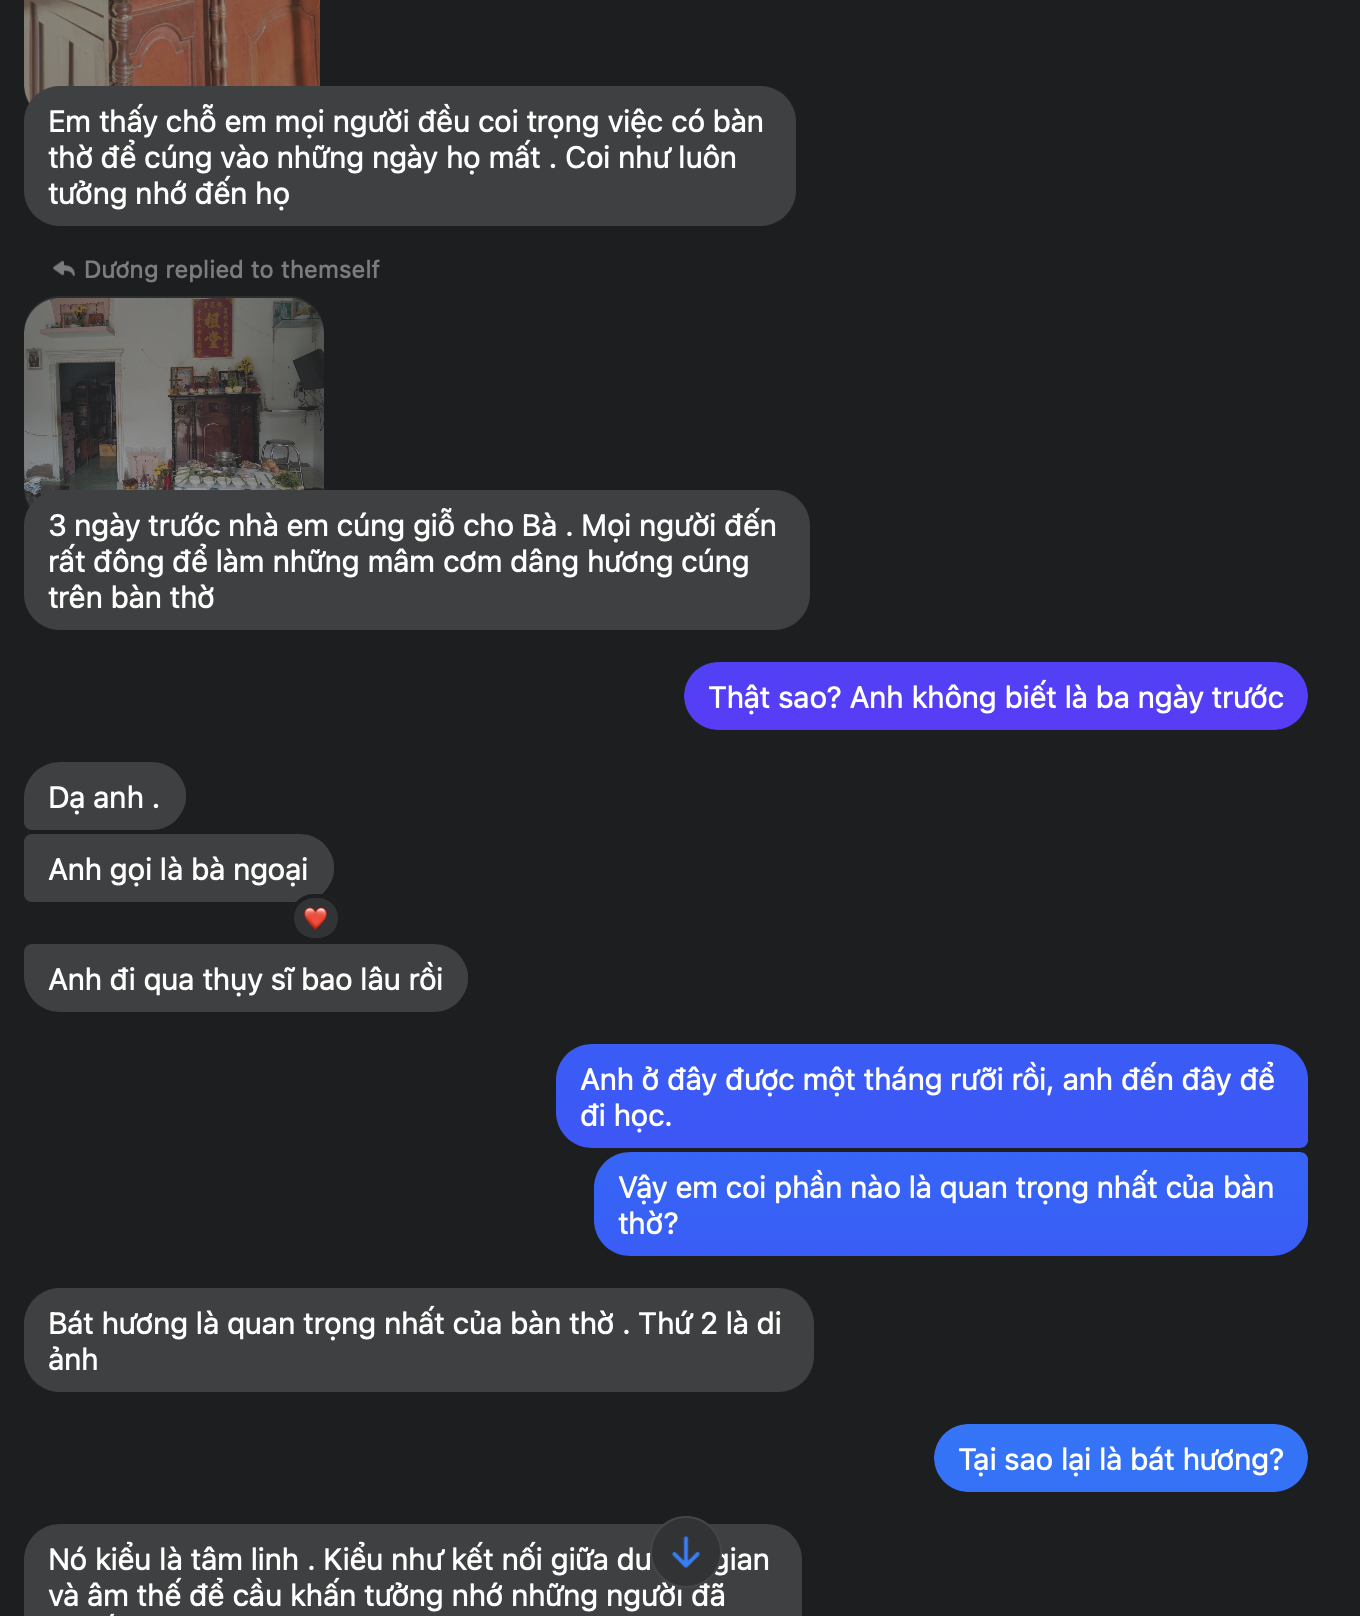 Em thấy chỗ em mọi người đều coi trọng việc có bàn
thờ để cúng vào những ngày họ mất . Coi như luôn
tưởng nhớ đến họ
Dương replied to themself
祖
堂
3 ngày trước nhà em cúng giỗ cho Bà . Mọi người đến
rất đông để làm những mâm cơm dâng hương cúng
trên bàn thờ
Thật sao? Anh không biết là ba ngày trước
Dạ anh .
Anh gọi là bà ngoại
Anh đi qua thụy sĩ bao lâu rồi
Anh ở đây được một tháng rưỡi rồi, anh đến đây để
đi học.
Vậy em coi phần nào là quan trọng nhất của bàn
thờ?
Bát hương là quan trọng nhất của bàn thờ . Thứ 2 là di
ảnh
Tại sao lại là bát hương?
Nó kiểu là tâm linh . Kiểu như kết nối giữa gian
và âm thế để cầu khấn tưởng nhớ những người đã